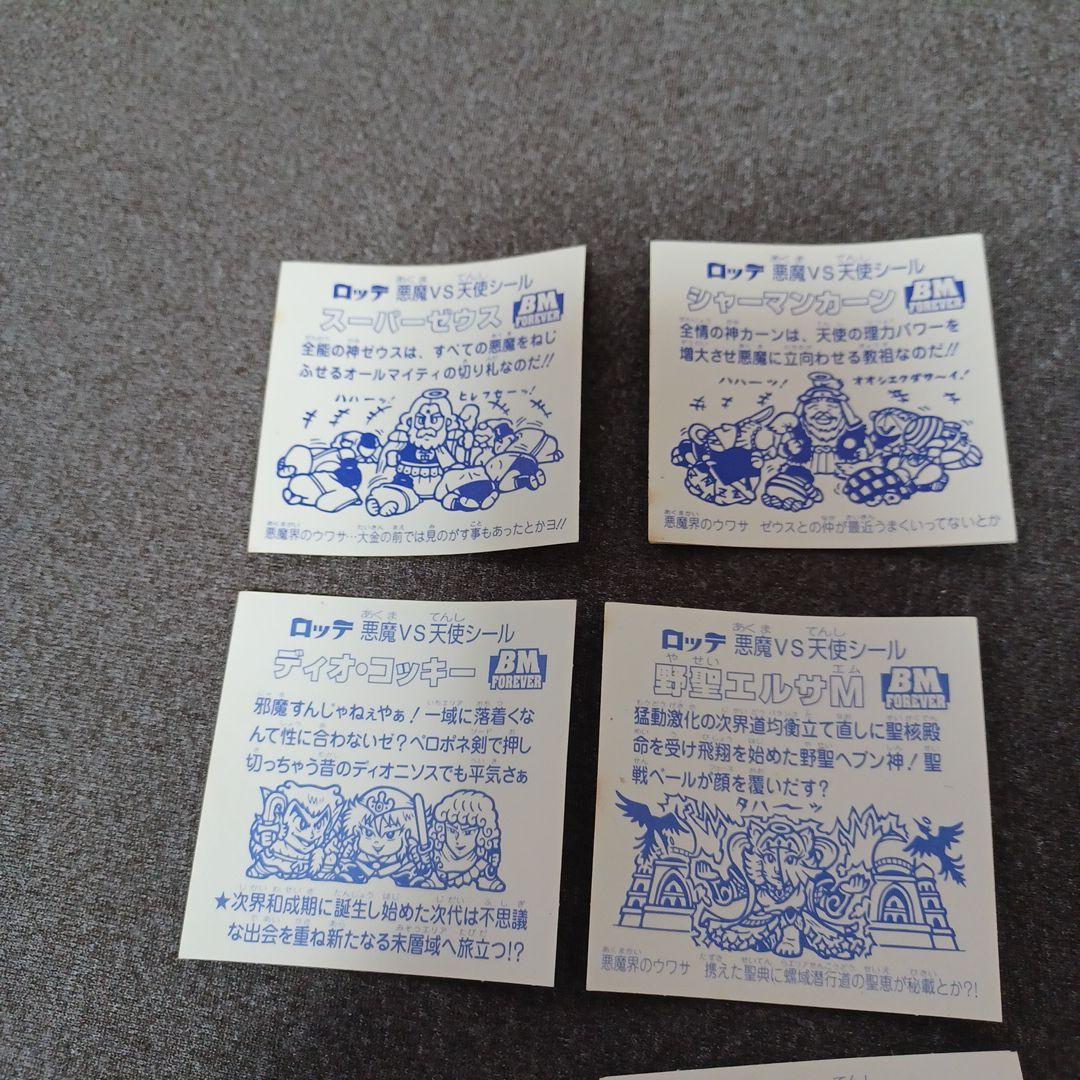 ロッテ 悪魔VS天使シール
スーパーゼウス
BM FOREVER
全能の神ゼウスは、すべての悪魔をねじ
ふせるオールマイティの切り札なのだ!!
ハハーッ! ヒレフセーッ!
悪魔界のウワサ…大金の前では見のがす事もあったとかヨ!!
ロッテ 悪魔VS天使シール
シャーマンカーン
BM FOREVER
全情の神カーンは、天使の理力パワーを
増大させ悪魔に立向わせる教祖なのだ!!
ハハーッ! オオシエクダサ〜イ!
悪魔界のウワサ ゼウスとの仲が最近うまくいってないとか
ロッテ 悪魔VS天使シール
ディオ・コッキー
BM FOREVER
邪魔すんじゃねぇやぁ!一域に落着くな
んて性に合わないゼ?ペロポネ剣で押し
切っちゃう昔のディオニソスでも平気さぁ
★次界和成期に誕生し始めた次代は不思議
な出会を重ね新たなる末層域へ旅立つ!?
ロッテ 悪魔VS天使シール
野聖エルサM
BM FOREVER
猛動激化の次界道均衡立て直しに聖核殿
命を受け飛翔を始めた野聖ヘブン神!聖
戦ベールが顔を覆いだす?
タハーッ
悪魔界のウワサ 携えた聖典に螺域潜行道の聖恵が秘載とか?!